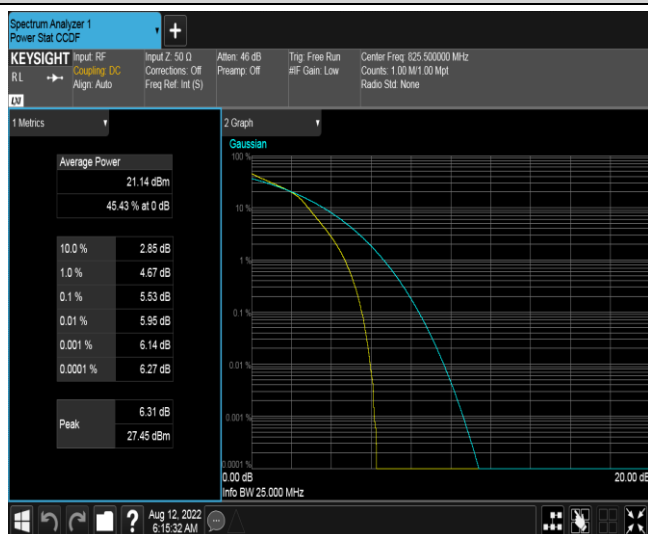 Spectrum Analyzer 1
Power Stat CCDF
+
KEYSIGHT
R L
LXI
Input: RF
Coupling: DC
Align: Auto
Input Z: 50 Ω
Corrections: Off
Freq Ref: Int (S)
Atten: 46 dB
Preamp: Off
Trig: Free Run
#IF Gain: Low
Center Freq: 825.500000 MHz
Counts: 1.00 M/1.00 Mpt
Radio Std: None
1 Metrics
Average Power
21.14 dBm
45.43 % at 0 dB
10.0 % 2.85 dB
1.0 % 4.67 dB
0.1 % 5.53 dB
0.01 % 5.95 dB
0.001 % 6.14 dB
0.0001 % 6.27 dB
Peak
6.31 dB
27.45 dBm
2 Graph
Gaussian
100 %
10 %
1 %
0.1 %
0.01 %
0.001 %
0.0001 %
0.00 dB 20.00 dB
Info BW 25.000 MHz
?
Aug 12, 2022
6:15:32 AM